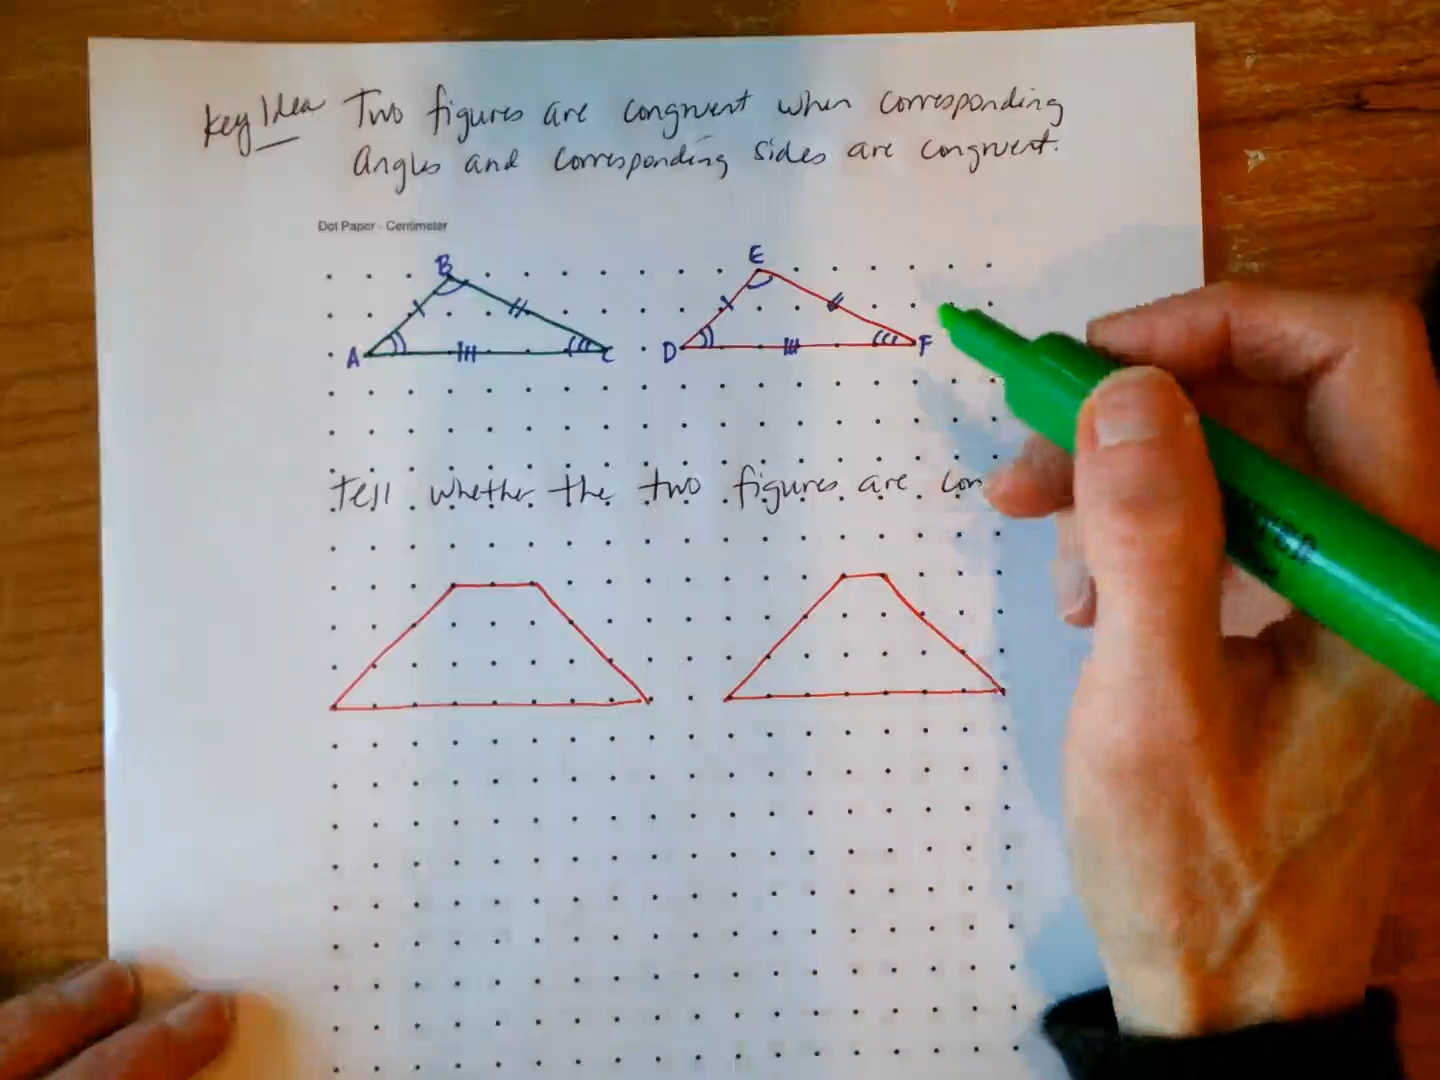 Key Idea Two figures are congruent when corresponding
angles and corresponding sides are congruent.
Dot Paper - Centimeter
B E
A C D F
Tell whether the two figures are con